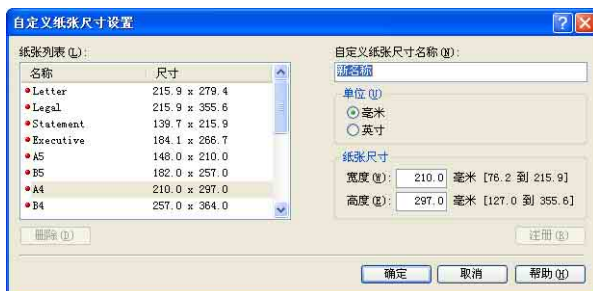 自定义纸张尺寸设置
纸张列表(L):
名称 尺寸
Letter 215.9 x 279.4
Legal 215.9 x 355.6
Statement 139.7 x 215.9
Executive 184.1 x 266.7
A5 148.0 x 210.0
B5 182.0 x 257.0
A4 210.0 x 297.0
B4 257.0 x 364.0
删除(D)
自定义纸张尺寸名称(N):
新名称
单位(U)
毫米
英寸
纸张尺寸
宽度(W): 210.0 毫米 [76.2 到 215.9]
高度(E): 297.0 毫米 [127.0 到 355.6]
注册(R)
确定 取消 帮助(H)